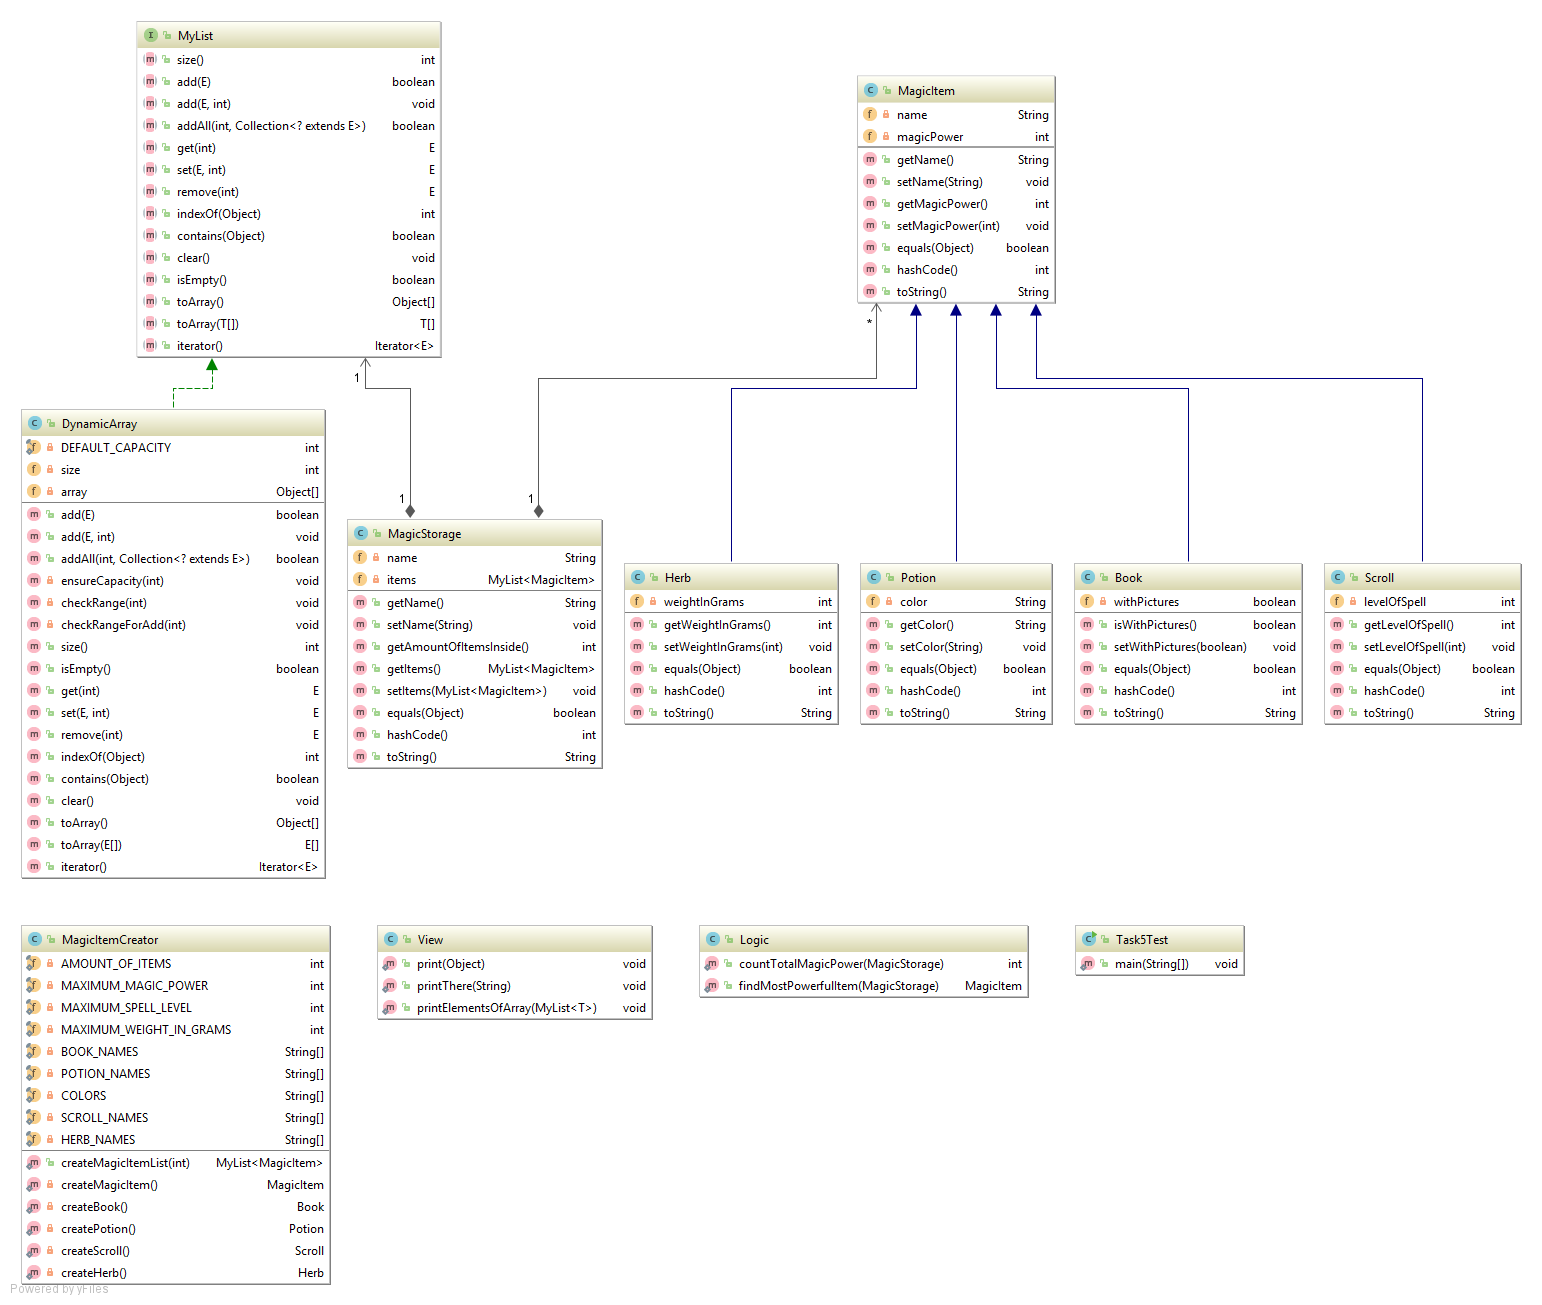 MyList
size() int
add(E) boolean
add(E, int) void
addAll(int, Collection<? extends E>) boolean
get(int) E
set(E, int) E
remove(int) E
indexOf(Object) int
contains(Object) boolean
clear() void
isEmpty() boolean
toArray() Object[]
toArray(T[]) T[]
iterator() Iterator<E>
MagicItem
name String
magicPower int
getName() String
setName(String) void
getMagicPower() int
setMagicPower(int) void
equals(Object) boolean
hashCode() int
toString() String
*
1
1
1
DynamicArray
DEFAULT_CAPACITY int
size int
array Object[]
add(E) boolean
add(E, int) void
addAll(int, Collection<? extends E>) boolean
ensureCapacity(int) void
checkRange(int) void
checkRangeForAdd(int) void
size() int
isEmpty() boolean
get(int) E
set(E, int) E
remove(int) E
indexOf(Object) int
contains(Object) boolean
clear() void
toArray() Object[]
toArray(E[]) E[]
iterator() Iterator<E>
MagicStorage
name String
items MyList<MagicItem>
getName() String
setName(String) void
getAmountOfItemsInside() int
getItems() MyList<MagicItem>
setItems(MyList<MagicItem>) void
equals(Object) boolean
hashCode() int
toString() String
Herb
weightInGrams int
getWeightInGrams() int
setWeightInGrams(int) void
equals(Object) boolean
hashCode() int
toString() String
Potion
color String
getColor() String
setColor(String) void
equals(Object) boolean
hashCode() int
toString() String
Book
withPictures boolean
isWithPictures() boolean
setWithPictures(boolean) void
equals(Object) boolean
hashCode() int
toString() String
Scroll
levelOfSpell int
getLevelOfSpell() int
setLevelOfSpell(int) void
equals(Object) boolean
hashCode() int
toString() String
MagicItemCreator
AMOUNT_OF_ITEMS int
MAXIMUM_MAGIC_POWER int
MAXIMUM_SPELL_LEVEL int
MAXIMUM_WEIGHT_IN_GRAMS int
BOOK_NAMES String[]
POTION_NAMES String[]
COLORS String[]
SCROLL_NAMES String[]
HERB_NAMES String[]
createMagicItemList(int) MyList<MagicItem>
createMagicItem() MagicItem
createBook() Book
createPotion() Potion
createScroll() Scroll
createHerb() Herb
View
print(Object) void
printThere(String) void
printElementsOfArray(MyList<T>) void
Logic
countTotalMagicPower(MagicStorage) int
findMostPowerfulItem(MagicStorage) MagicItem
Task5Test
main(String[]) void
Powered by yFiles